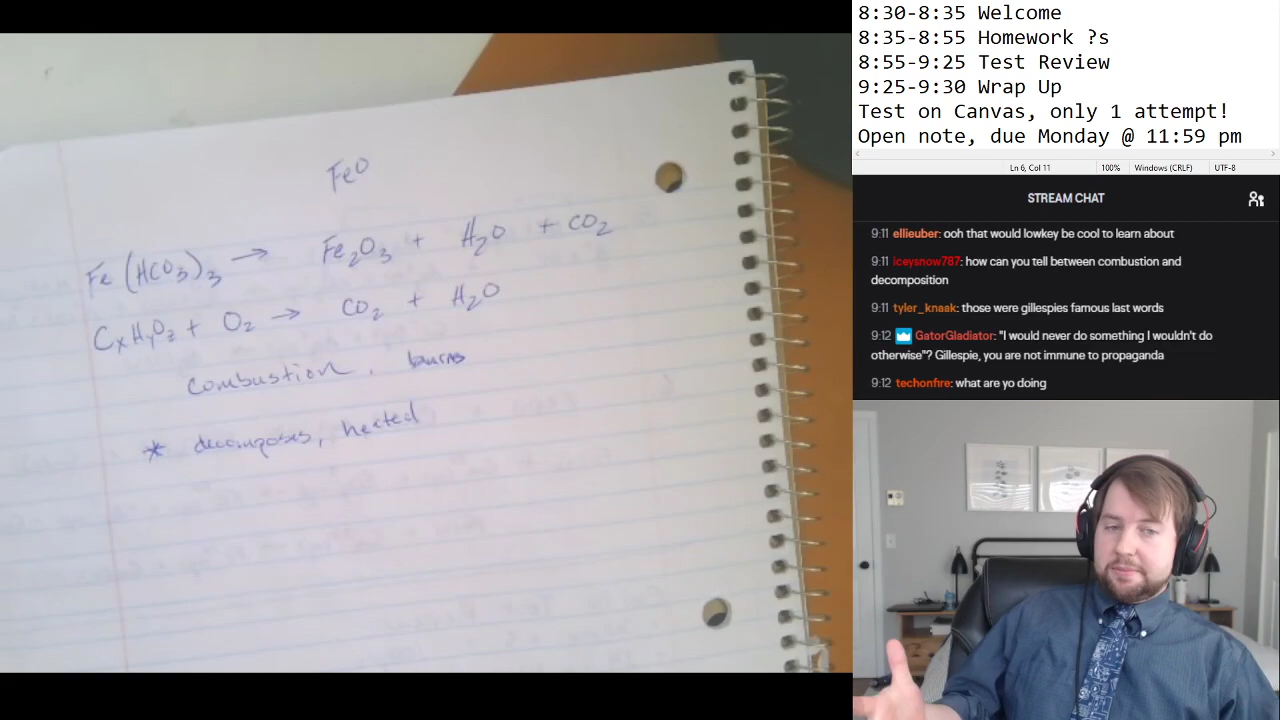 FeO
Fe(HCO3)3 → Fe2O3 + H2O + CO2
CxHyOz + O2 → CO2 + H2O
Combustion, burns
* decomposes, heated
8:30-8:35 Welcome
8:35-8:55 Homework ?s
8:55-9:25 Test Review
9:25-9:30 Wrap Up
Test on Canvas, only 1 attempt!
Open note, due Monday @ 11:59 pm
Ln 6, Col 11 100% Windows (CRLF) UTF-8
STREAM CHAT
9:11 ellieuber: ooh that would lowkey be cool to learn about
9:11 iceysnow787: how can you tell between combustion and
decomposition
9:11 tyler_knaak: those were gillespies famous last words
9:12 GatorGladiator: "I would never do something I wouldn't do
otherwise"? Gillespie, you are not immune to propaganda
9:12 techonfire: what are yo doing